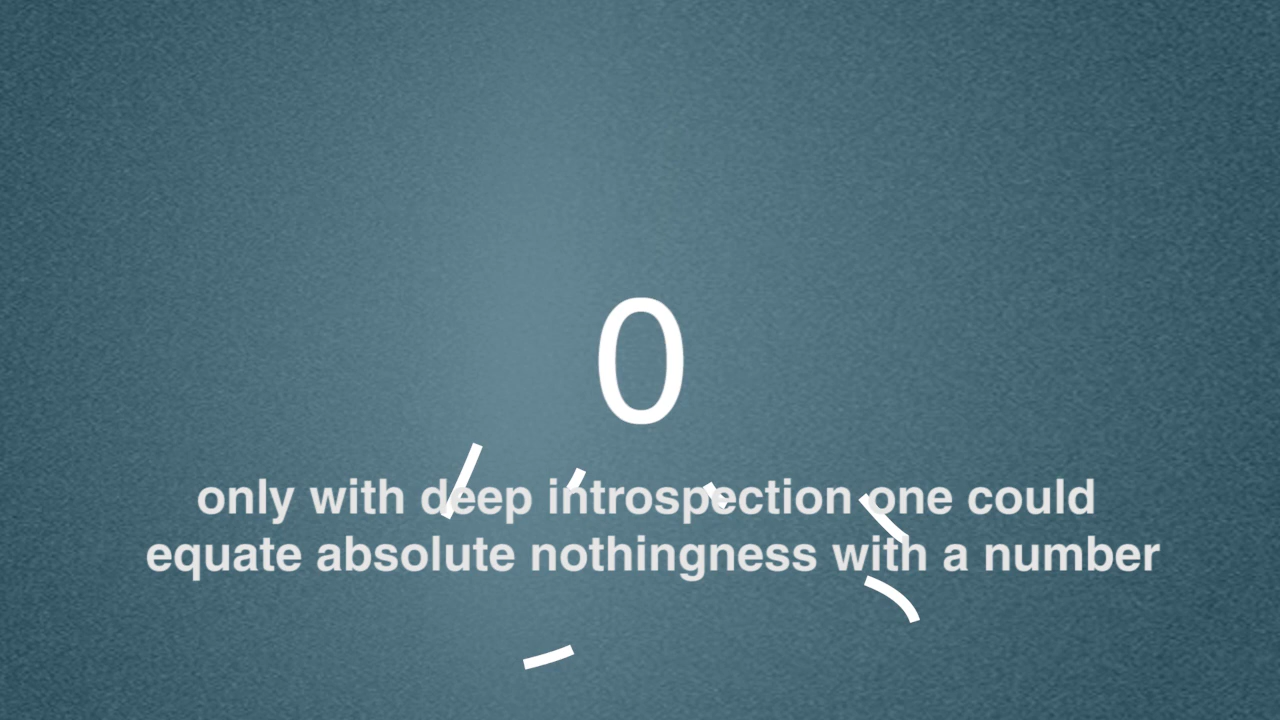 0
only with deep introspection one could
equate absolute nothingness with a number